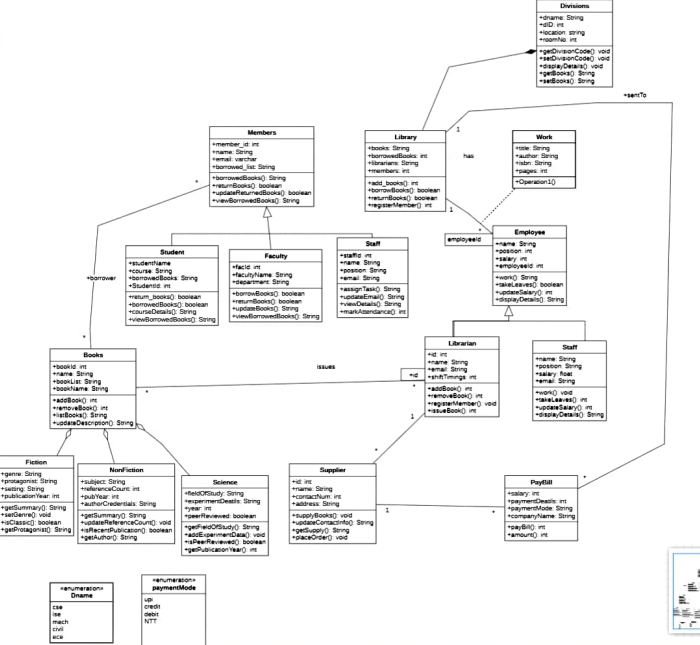 Divisions
+dname: String
+dID: int
+location: string
+roomNo: int
+getDivisionCode(): void
+setDivisionCode(): void
+displayDetails(): void
+getBooks(): String
+setBooks(): String
+sentTo
Members
+member_id: int
+name: String
+email: varchar
+borrowed_list: String
+borrowedBooks(): String
+returnBooks(): boolean
+updateReturnedBooks(): boolean
+viewBorrowedBooks(): String
Library
+books: String
+borrowedBooks: int
+librarians: String
+members: int
+add_books(): int
+borrowBooks(): boolean
+returnBooks(): boolean
+registerMember(): int
1
has
1
Work
+title: String
+author: String
+isbn: String
+pages: int
+Operation1()
*
employeeId
*
+borrower
*
Student
+studentName
+course: String
+borrowedBooks: String
+StudentId: int
+return_books(): boolean
+borrowedBooks(): boolean
+courseDetails(): String
+viewBorrowedBooks(): String
Faculty
+facId: int
+facultyName: String
+department: String
+borrowBooks(): boolean
+returnBooks(): boolean
+updateBooks(): boolean
+viewBorrowedBooks(): String
Staff
+staffId: int
+name: String
+position: String
+email: String
+assignTask(): String
+updateEmail(): String
+viewDetails(): String
+markAttendance(): int
Employee
+name: String
+position: int
+salary: int
+employeeId: int
+work(): String
+takeLeaves(): boolean
+updateSalary(): int
+displayDetails(): String
Books
+bookId: int
+name: String
+bookList: String
+bookName: String
+addBook(): int
+removeBook(): int
+listBooks(): String
+updateDescription(): String
*
issues
+id
*
Librarian
+id: int
+name: String
+email: String
+shiftTimings: int
+addBook(): int
+removeBook(): int
+registerMember(): void
+issueBook(): int
1
Staff
+name: String
+position: String
+salary: float
+email: String
+work(): void
+takeLeaves(): int
+updateSalary(): int
+displayDetails(): String
Fiction
+genre: String
+protagonist: String
+setting: String
+publicationYear: int
+getSummary(): String
+setGenre(): void
+isClassic(): boolean
+getProtagonist(): String
NonFiction
+subject: String
+referenceCount: int
+pubYear: int
+authorCredentials: String
+getSummary(): String
+updateReferenceCount(): void
+isRecentPublication(): boolean
+getAuthor(): String
Science
+fieldOfStudy: String
+experimentDeatils: String
+year: int
+peerReviewed: boolean
+getFieldOfStudy(): String
+addExperimentData(): void
+isPeerReviewed(): boolean
+getPublicationYear(): int
*
Supplier
+id: int
+name: String
+contactNum: int
+address: String
+supplyBooks(): void
+updateContactInfo(): String
+getSupply(): String
+placeOrder(): void
1
*
*
PayBill
+salary: int
+paymentDeatils: int
+paymentMode: String
+companyName: String
+payBill(): int
+amount(): int
«enumeration»
Dname
cse
ise
mech
civil
ece
«enumeration»
paymentMode
upi
credit
debit
NTT